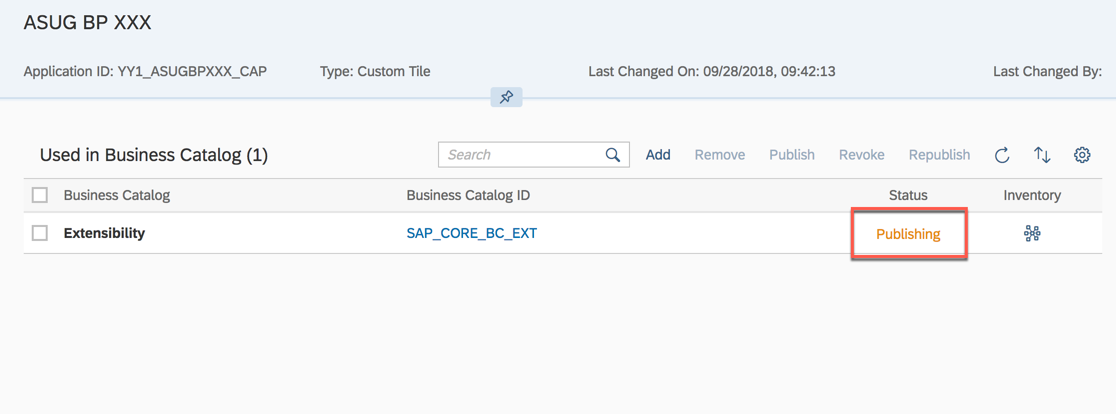 ASUG BP XXX
Application ID: YY1_ASUGBPXXX_CAP Type: Custom Tile Last Changed On: 09/28/2018, 09:42:13 Last Changed By:
Used in Business Catalog (1) Search Add Remove Publish Revoke Republish
Business Catalog Business Catalog ID Status Inventory
Extensibility SAP_CORE_BC_EXT Publishing